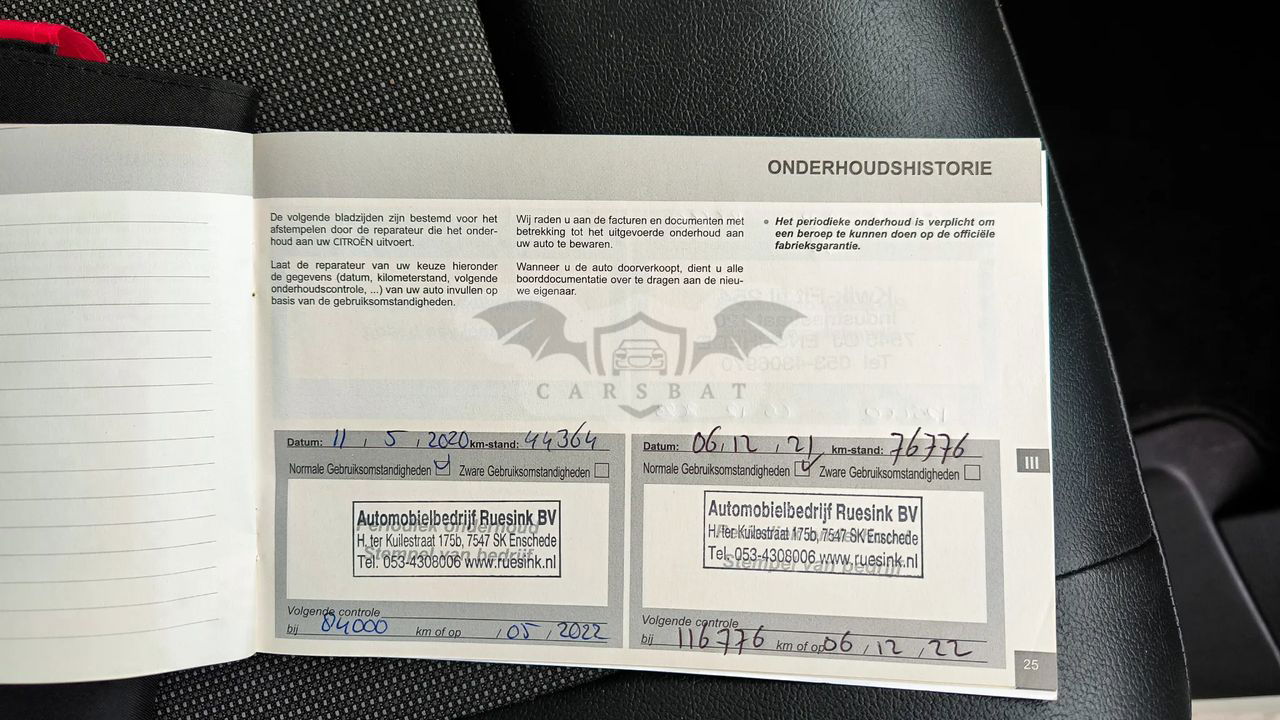 ONDERHOUDSHISTORIE
De volgende bladzijden zijn bestemd voor het
afstempelen door de reparateur die het onder-
houd aan uw CITROËN uitvoert.
Laat de reparateur van uw keuze hieronder
de gegevens (datum, kilometerstand, volgende
onderhoudscontrole, ...) van uw auto invullen op
basis van de gebruiksomstandigheden.
Wij raden u aan de facturen en documenten met
betrekking tot het uitgevoerde onderhoud aan
uw auto te bewaren.
Wanneer u de auto doorverkoopt, dient u alle
boorddocumentatie over te dragen aan de nieu-
we eigenaar.
Het periodieke onderhoud is verplicht om
een beroep te kunnen doen op de officiële
fabrieksgarantie.
CARSBAT
Datum: 11 , 5 , 2020 km-stand: 44364
Normale Gebruiksomstandigheden Zware Gebruiksomstandigheden
Periodiek onderhoud
Stempel van bedrijf
Automobielbedrijf Ruesink BV
H. ter Kuilestraat 175b, 7547 SK Enschede
Tel. 053-4308006 www.ruesink.nl
Volgende controle
bij 84000 km of op , 05 , 2022
Datum: 06 , 12 , 21 km-stand: 76776
Normale Gebruiksomstandigheden Zware Gebruiksomstandigheden
Automobielbedrijf Ruesink BV
H. ter Kuilestraat 175b, 7547 SK Enschede
Tel. 053-4308006 www.ruesink.nl
Stempel van bedrijf
Volgende controle
bij 116776 km of op 06 , 12 , 22
III
25